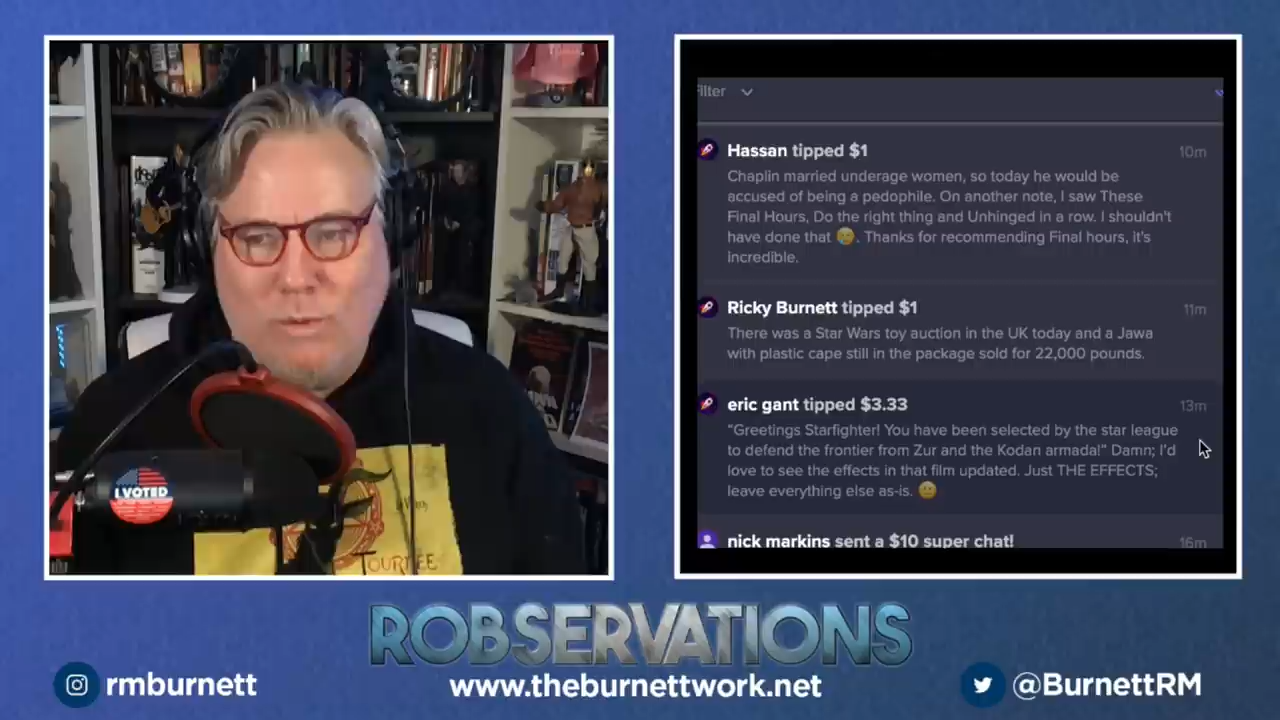 ilter
Hassan tipped $1
10m
Chaplin married underage women, so today he would be
accused of being a pedophile. On another note, I saw These
Final Hours, Do the right thing and Unhinged in a row. I shouldn't
have done that 😢. Thanks for recommending Final hours, it's
incredible.
Ricky Burnett tipped $1
11m
There was a Star Wars toy auction in the UK today and a Jawa
with plastic cape still in the package sold for 22,000 pounds.
eric gant tipped $3.33
13m
"Greetings Starfighter! You have been selected by the star league
to defend the frontier from Zur and the Kodan armada!" Damn; I'd
love to see the effects in that film updated. Just THE EFFECTS;
leave everything else as-is. 😐
nick markins sent a $10 super chat!
16m
I VOTED
TOURNEE
ROBSERVATIONS
rmburnett
www.theburnettwork.net
@BurnettRM